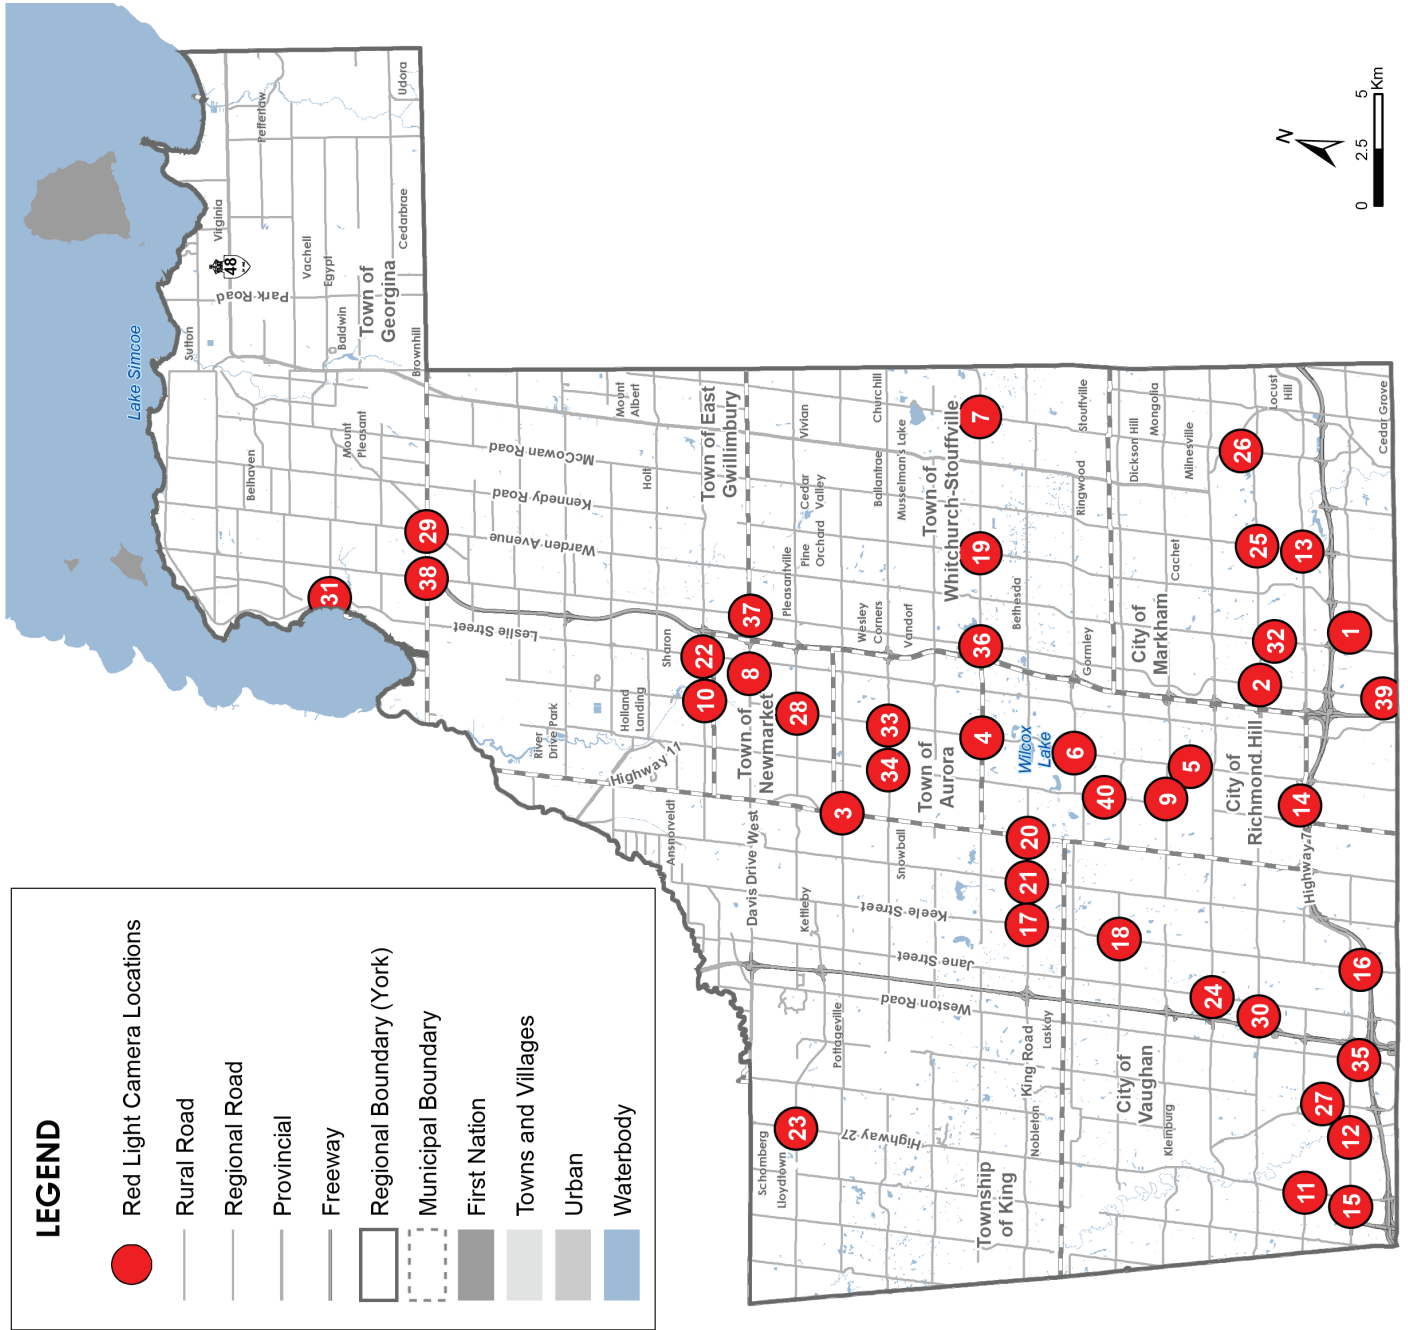 LEGEND
Red Light Camera Locations
Rural Road
Regional Road
Provincial
Freeway
Regional Boundary (York)
Municipal Boundary
First Nation
Towns and Villages
Urban
Waterbody
Lake Simcoe
Virginia
Pefferlaw
Udora
48
Park Road
Vachell
Egypt
Cedarbrae
Sutton
Baldwin
Town of
Georgina
Brownhill
Belhaven
Mount
Pleasant
31
38
29
McCowan Road
Kennedy Road
Warden Avenue
Leslie Street
Mount
Albert
Holt
Town of East
Gwillimbury
Sharon
River
Drive Park
Holland
Landing
Highway 11
Ansnorveldt
22
10
37
8
28
Town of
Newmarket
Davis Drive West
Pleasantville
Pine
Orchard
Cedar
Valley
Vivian
Churchill
Ballantrae
Musselman's Lake
Town of
Whitchurch-Stouffville
Wesley
Corners
Vandorf
33
34
3
Town of
Aurora
Snowball
Kettleby
Keele Street
Jane Street
Weston Road
Pottageville
23
Schomberg
Lloydtown
Highway 27
Township
of King
Nobleton
King Road
Laskay
7
19
36
4
Wilcox
Lake
Bethesda
Ringwood
Stouffville
Gormley
20
21
17
6
40
9
5
18
City of
Markham
Cachet
Dickson Hill
Mongolia
Milnesville
Locust
Hill
Cedar Grove
26
25
13
32
2
1
39
City of
Richmond Hill
14
Highway 7
24
30
16
35
27
12
11
15
City of
Vaughan
Kleinburg
N
0
2.5
5
Km